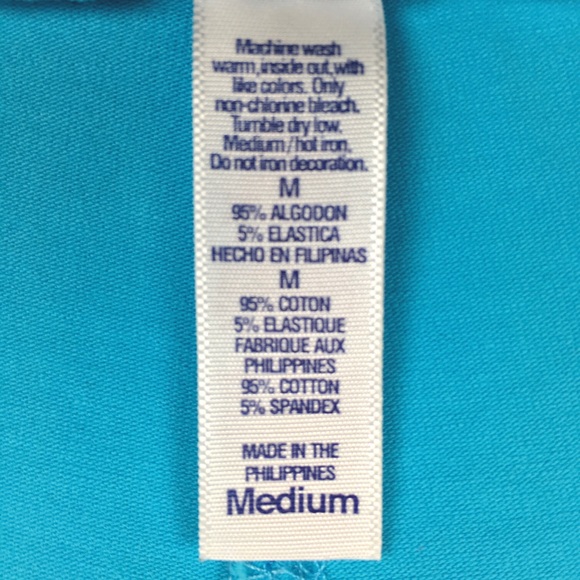 Machine wash
warm, inside out, with
like colors. Only
non-chlorine bleach.
Tumble dry low.
Medium / hot iron.
Do not iron decoration.
M
95% ALGODON
5% ELASTICA
HECHO EN FILIPINAS
M
95% COTON
5% ELASTIQUE
FABRIQUE AUX
PHILIPPINES
95% COTTON
5% SPANDEX
MADE IN THE
PHILIPPINES
Medium